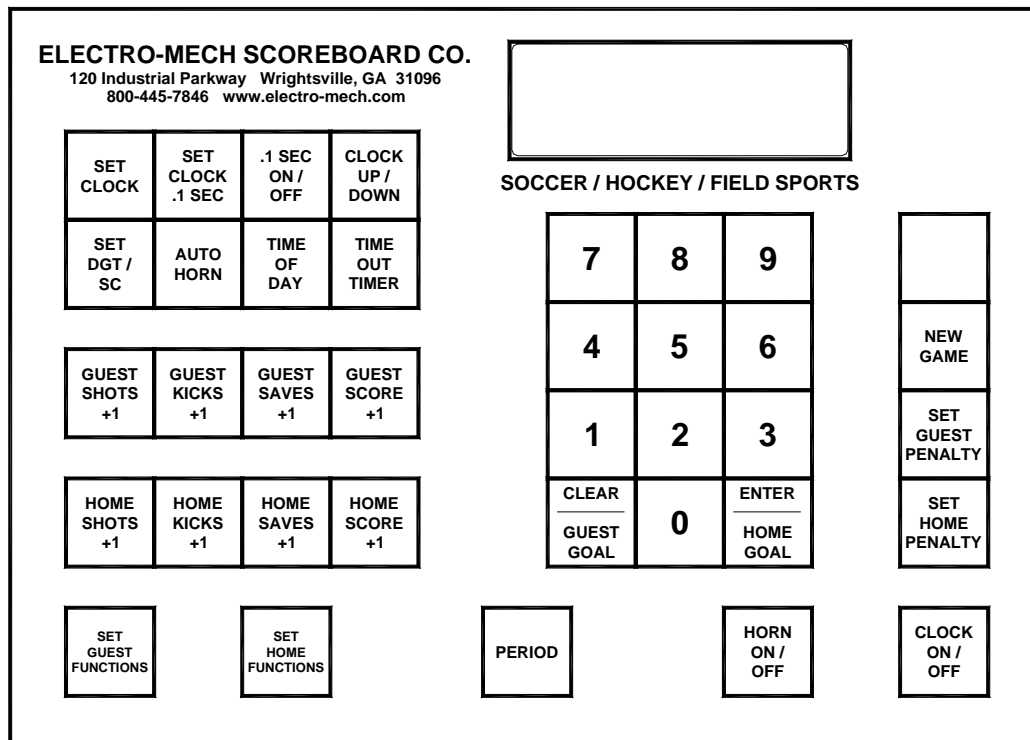 ELECTRO-MECH SCOREBOARD CO.
120 Industrial Parkway   Wrightsville, GA  31096
800-445-7846   www.electro-mech.com
SET
CLOCK
SET
CLOCK
.1 SEC
.1 SEC
ON /
OFF
CLOCK
UP /
DOWN
SET
DGT /
SC
AUTO
HORN
TIME
OF
DAY
TIME
OUT
TIMER
GUEST
SHOTS
+1
GUEST
KICKS
+1
GUEST
SAVES
+1
GUEST
SCORE
+1
HOME
SHOTS
+1
HOME
KICKS
+1
HOME
SAVES
+1
HOME
SCORE
+1
SOCCER / HOCKEY / FIELD SPORTS
7
8
9
4
5
6
1
2
3
CLEAR
GUEST
GOAL
0
ENTER
HOME
GOAL
NEW
GAME
SET
GUEST
PENALTY
SET
HOME
PENALTY
SET
GUEST
FUNCTIONS
SET
HOME
FUNCTIONS
PERIOD
HORN
ON /
OFF
CLOCK
ON /
OFF